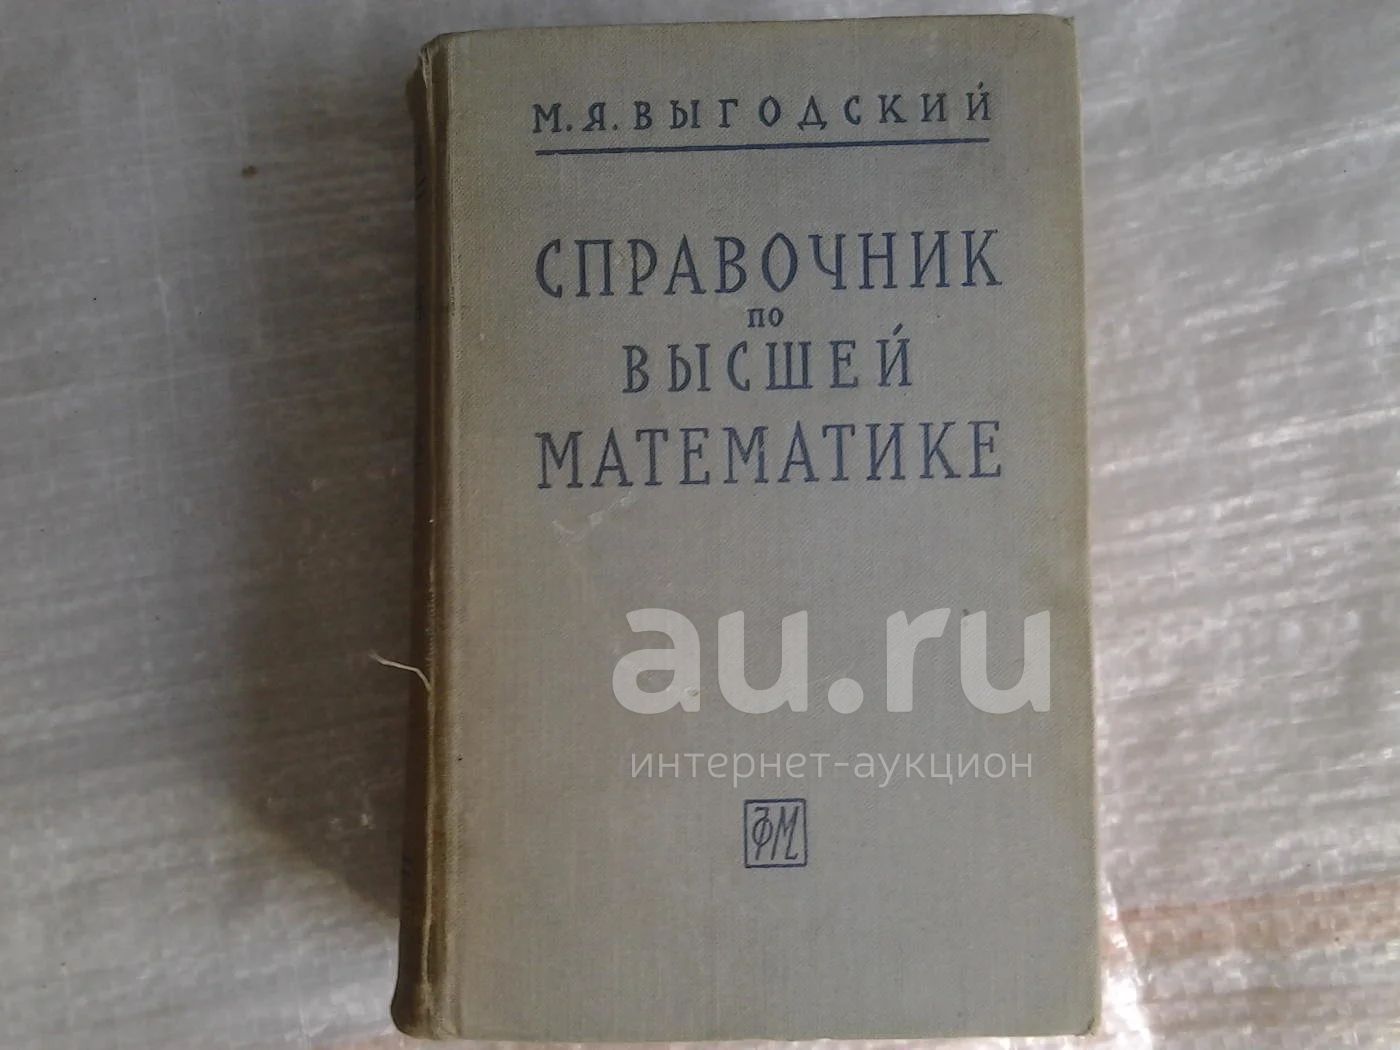 М. Я. ВЫГОДСКИЙ
СПРАВОЧНИК
ПО
ВЫСШЕЙ
МАТЕМАТИКЕ
au.ru
интернет-аукцион
ФМ